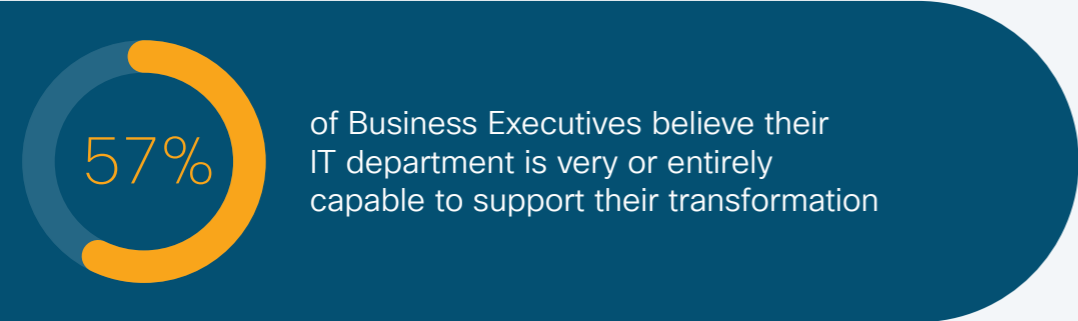 57%
of Business Executives believe their
IT department is very or entirely
capable to support their transformation